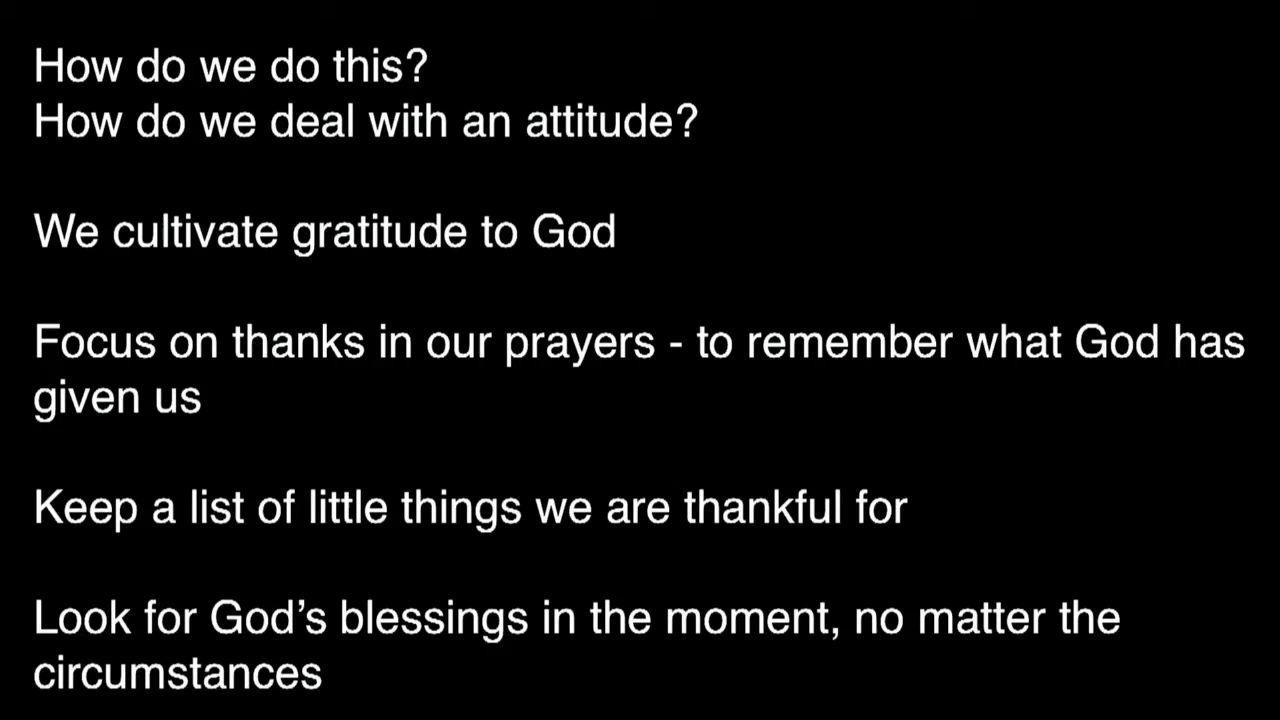 How do we do this?
How do we deal with an attitude?
We cultivate gratitude to God
Focus on thanks in our prayers - to remember what God has
given us
Keep a list of little things we are thankful for
Look for God’s blessings in the moment, no matter the
circumstances